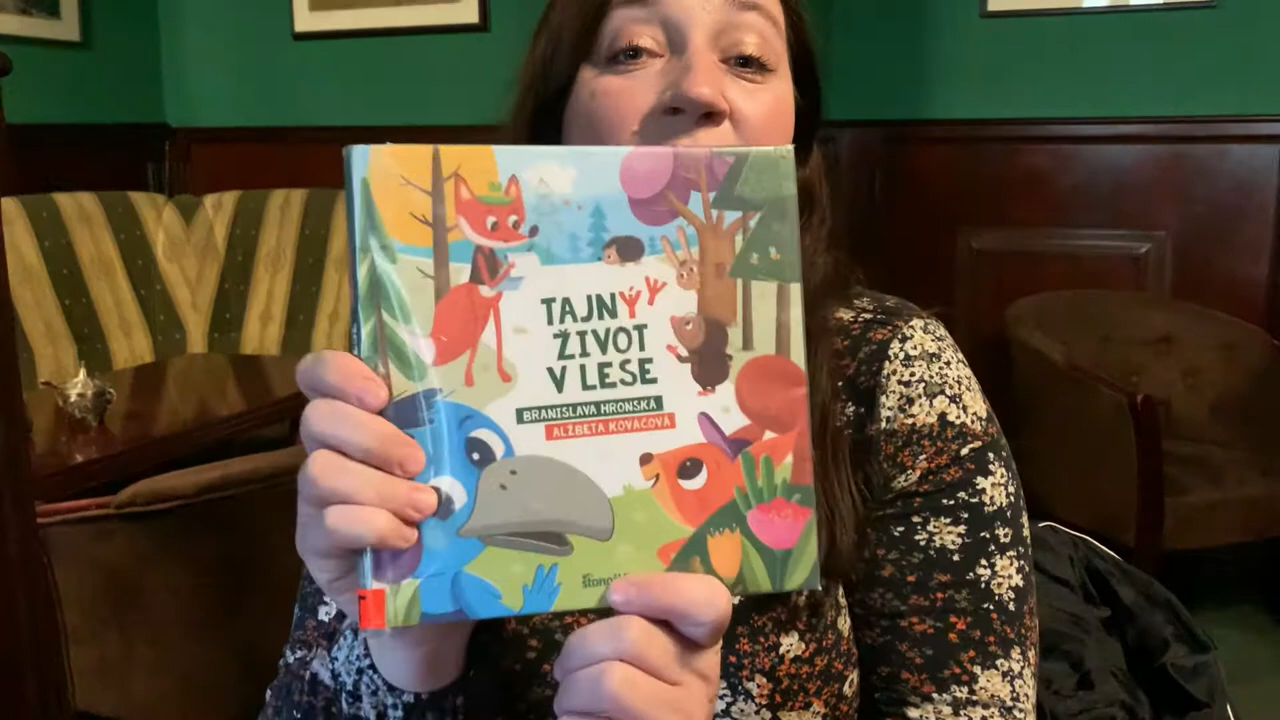 TAJNÝ
ŽIVOT
V LESE
BRANISLAVA HRONSKÁ
ALŽBETA KOVÁČOVÁ